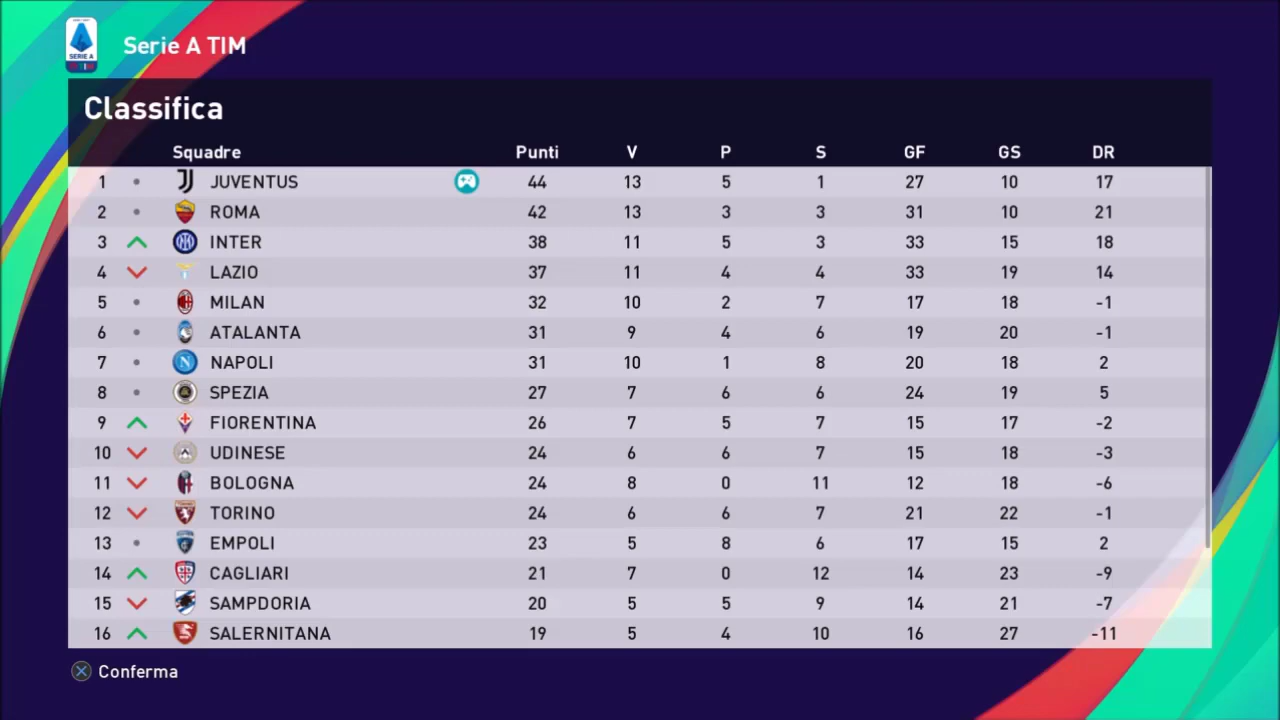 SERIE A
TIM
Serie A TIM
Classifica
Squadre Punti V P S GF GS DR
1 JUVENTUS 44 13 5 1 27 10 17
2 ROMA 42 13 3 3 31 10 21
3 INTER 38 11 5 3 33 15 18
4 LAZIO 37 11 4 4 33 19 14
5 MILAN 32 10 2 7 17 18 -1
6 ATALANTA 31 9 4 6 19 20 -1
7 NAPOLI 31 10 1 8 20 18 2
8 SPEZIA 27 7 6 6 24 19 5
9 FIORENTINA 26 7 5 7 15 17 -2
10 UDINESE 24 6 6 7 15 18 -3
11 BOLOGNA 24 8 0 11 12 18 -6
12 TORINO 24 6 6 7 21 22 -1
13 EMPOLI 23 5 8 6 17 15 2
14 CAGLIARI 21 7 0 12 14 23 -9
15 SAMPDORIA 20 5 5 9 14 21 -7
16 SALERNITANA 19 5 4 10 16 27 -11
Conferma